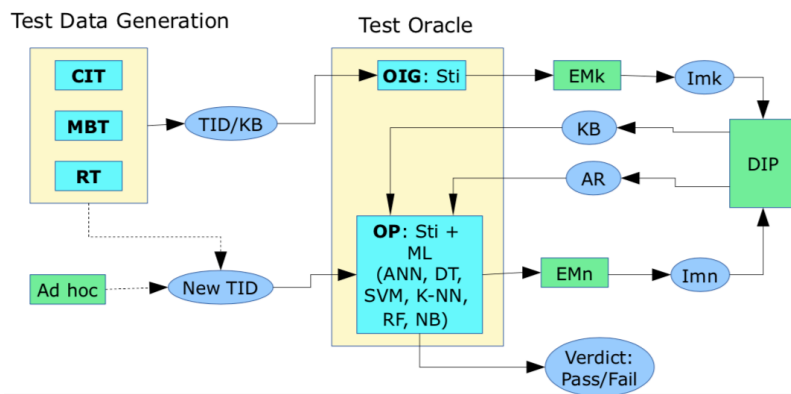 Test Data Generation
Test Oracle
CIT
MBT
RT
TID/KB
OIG: Sti
EMk
Imk
KB
AR
DIP
OP: Sti +
ML
(ANN, DT,
SVM, K-NN,
RF, NB)
Ad hoc
New TID
EMn
Imn
Verdict:
Pass/Fail